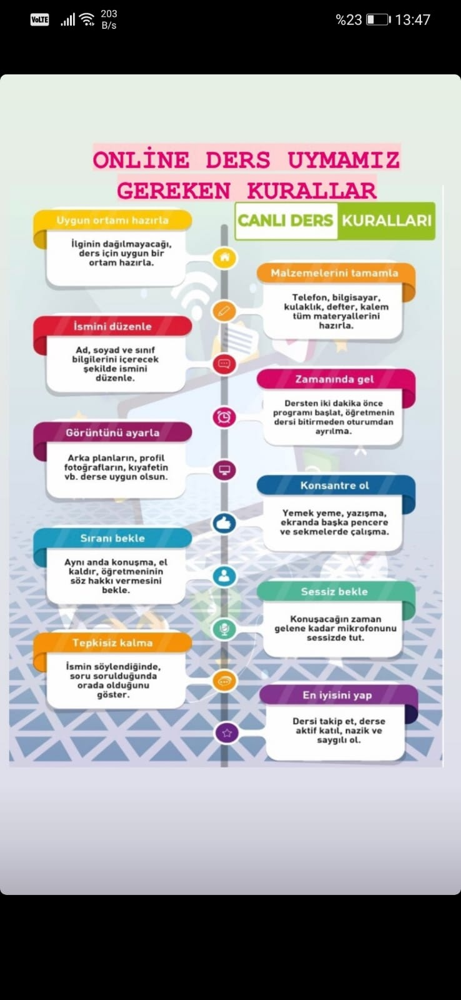 VoLTE
203
B/s
%23
13:47
ONLİNE DERS UYMAMIZ
GEREKEN KURALLAR
CANLI DERS KURALLARI
Uygun ortamı hazırla
İlginin dağılmayacağı,
ders için uygun bir
ortam hazırla.
Malzemelerini tamamla
Telefon, bilgisayar,
kulaklık, defter, kalem
tüm materyallerini
hazırla.
İsmini düzenle
Ad, soyad ve sınıf
bilgilerini içerecek
şekilde ismini
düzenle.
Zamanında gel
Dersten iki dakika önce
programı başlat, öğretmenin
dersi bitirmeden oturumdan
ayrılma.
Görüntünü ayarla
Arka planların, profil
fotoğrafların, kıyafetin
vb. derse uygun olsun.
Konsantre ol
Yemek yeme, yazışma,
ekranda başka pencere
ve sekmelerde çalışma.
Sıranı bekle
Aynı anda konuşma, el
kaldır, öğretmeninin
söz hakkı vermesini
bekle.
Sessiz bekle
Konuşacağın zaman
gelene kadar mikrofonunu
sessizde tut.
Tepkisiz kalma
İsmin söylendiğinde,
soru sorulduğunda
orada olduğunu
göster.
En iyisini yap
Dersi takip et, derse
aktif katıl, nazik ve
saygılı ol.